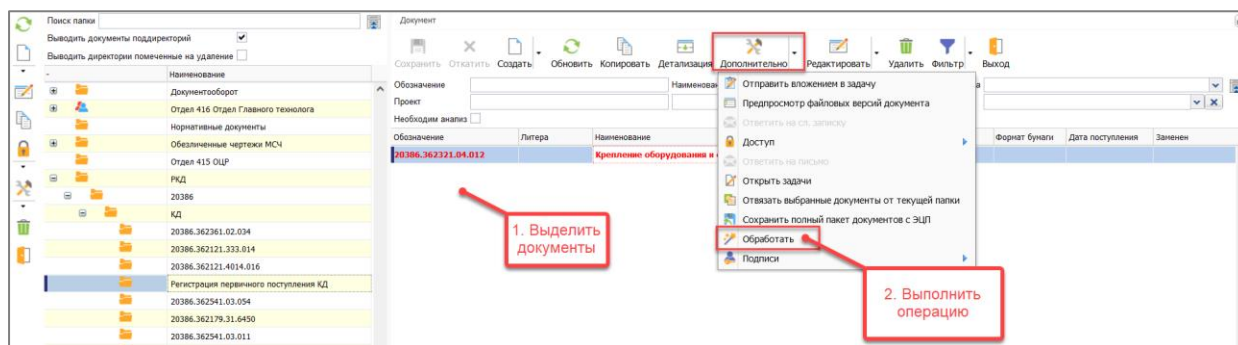 Поиск папки
Выводить документы поддиректорий
Выводить директории помеченные на удаление
- Наименование
Документооборот
Отдел 416 Отдел Главного технолога
Нормативные документы
Обезличенные чертежи МСЧ
Отдел 415 ОЦР
РКД
20386
КД
20386.362361.02.034
20386.362121.333.014
20386.362121.4014.016
Регистрация первичного поступления КД
20386.362541.03.054
20386.362179.31.6450
20386.362541.03.011
Документ
Сохранить Откатить Создать Обновить Копировать Детализация Дополнительно Редактировать Удалить Фильтр Выход
Обозначение
Проект
Необходим анализ
Обозначение Литера Наименование Формат бумаги Дата поступления Заменен
20386.362321.04.012 Крепление оборудования и
Отправить вложением в задачу
Предпросмотр файловых версий документа
Ответить на сл. записку
Доступ
Ответить на письмо
Открыть задачи
Отвязать выбранные документы от текущей папки
Сохранить полный пакет документов с ЭЦП
Обработать
Подписи
1. Выделить
документы
2. Выполнить
операцию